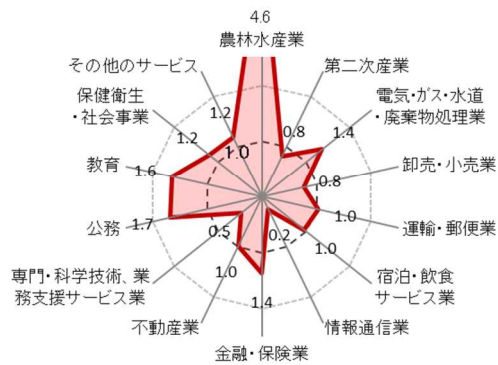 4.6
農林水産業
第二次産業
0.8
電気・ガス・水道
・廃棄物処理業
1.4
卸売・小売業
0.8
運輸・郵便業
1.0
宿泊・飲食
サービス業
1.0
情報通信業
0.2
金融・保険業
1.4
不動産業
1.0
専門・科学技術、業
務支援サービス業
0.5
公務
1.7
教育
1.6
保健衛生
・社会事業
1.2
その他のサービス
1.2
1.0